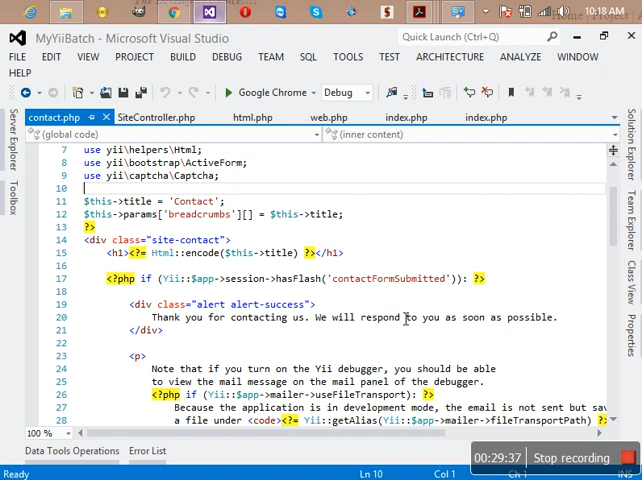 10:18 AM
Home | Project | A
MyYiiBatch - Microsoft Visual Studio
Quick Launch (Ctrl+Q)
FILE EDIT VIEW PROJECT BUILD DEBUG TEAM SQL TOOLS TEST ARCHITECTURE ANALYZE WINDOW
HELP
Google Chrome Debug
contact.php SiteController.php html.php web.php index.php index.php
(global code) (inner content)
7 use yii\helpers\Html;
8 use yii\bootstrap\ActiveForm;
9 use yii\captcha\Captcha;
10
11 $this->title = 'Contact';
12 $this->params['breadcrumbs'][] = $this->title;
13 ?>
14 <div class="site-contact">
15 <h1><?= Html::encode($this->title) ?></h1>
16
17 <?php if (Yii::$app->session->hasFlash('contactFormSubmitted')): ?>
18
19 <div class="alert alert-success">
20 Thank you for contacting us. We will respond to you as soon as possible.
21 </div>
22
23 <p>
24 Note that if you turn on the Yii debugger, you should be able
25 to view the mail message on the mail panel of the debugger.
26 <?php if (Yii::$app->mailer->useFileTransport): ?>
27 Because the application is in development mode, the email is not sent but sav
28 a file under <code><?= Yii::getAlias(Yii::$app->mailer->fileTransportPath) ?>
100 %
Server Explorer
Toolbox
Solution Explorer
Team Explorer
Class View
Properties
Data Tools Operations Error List
00:29:37 Stop recording
Ready Ln 10 Col 1 Ch 1 INS